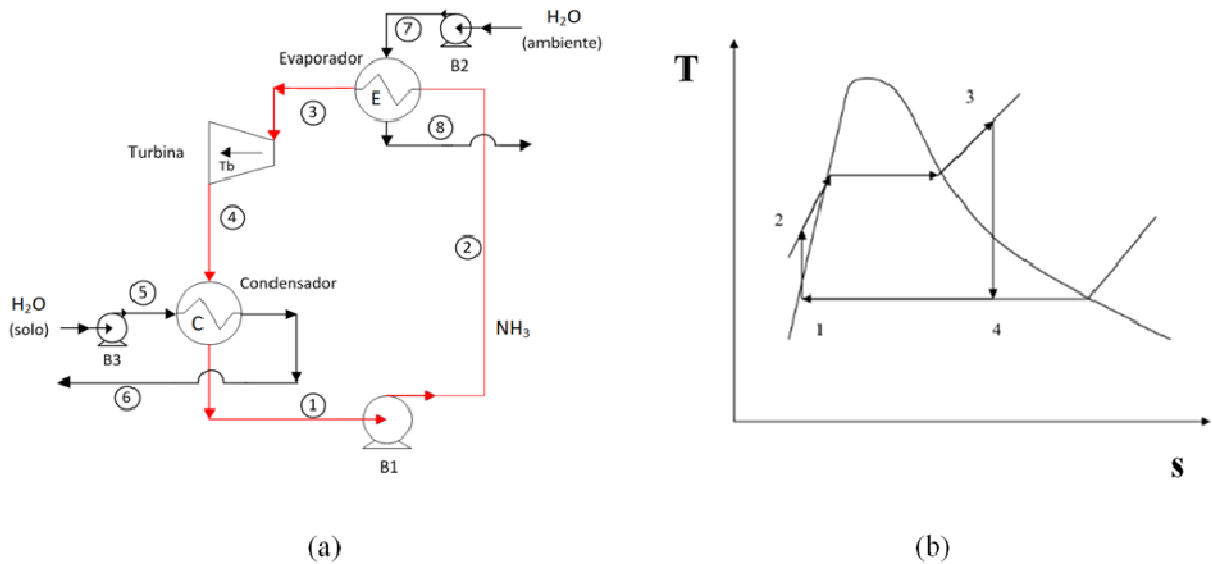 7
H₂O
(ambiente)
B2
Evaporador
E
3
8
Turbina
Tb
4
2
Condensador
5
H₂O
(solo)
C
B3
NH₃
6
1
B1
(a)
T
3
2
1
4
s
(b)